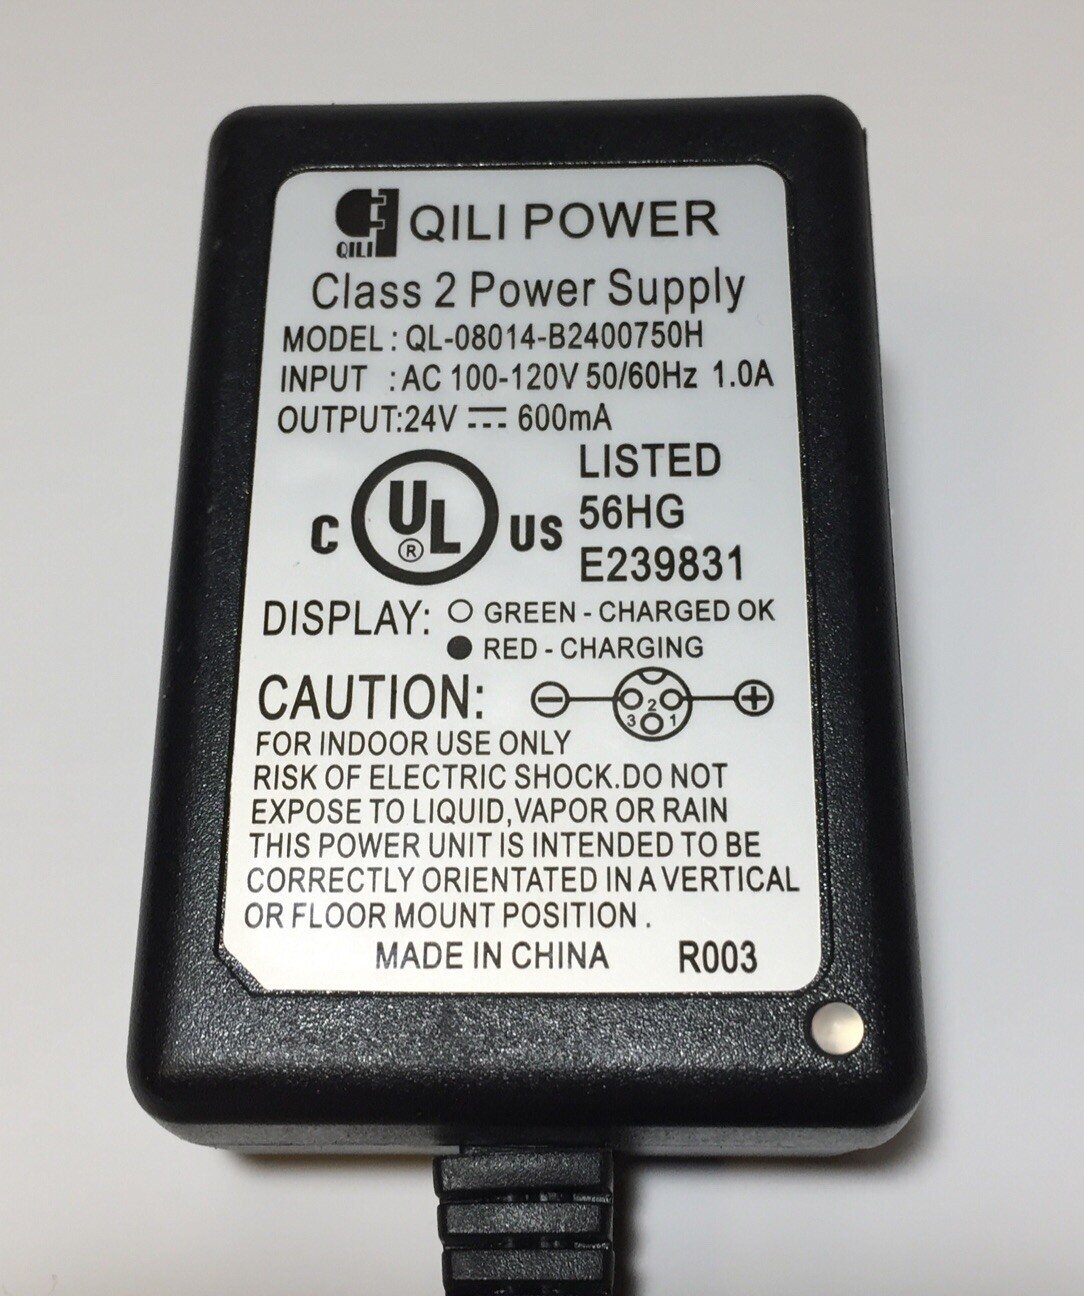 QILI QILI POWER
Class 2 Power Supply
MODEL : QL-08014-B2400750H
INPUT : AC 100-120V 50/60Hz 1.0A
OUTPUT:24V ⎓ 600mA
LISTED
C UL ® US 56HG
E239831
DISPLAY: ○ GREEN - CHARGED OK
● RED - CHARGING
CAUTION: ⊖ 2 3 1 ⊕
FOR INDOOR USE ONLY
RISK OF ELECTRIC SHOCK.DO NOT
EXPOSE TO LIQUID,VAPOR OR RAIN
THIS POWER UNIT IS INTENDED TO BE
CORRECTLY ORIENTATED IN A VERTICAL
OR FLOOR MOUNT POSITION .
MADE IN CHINA R003